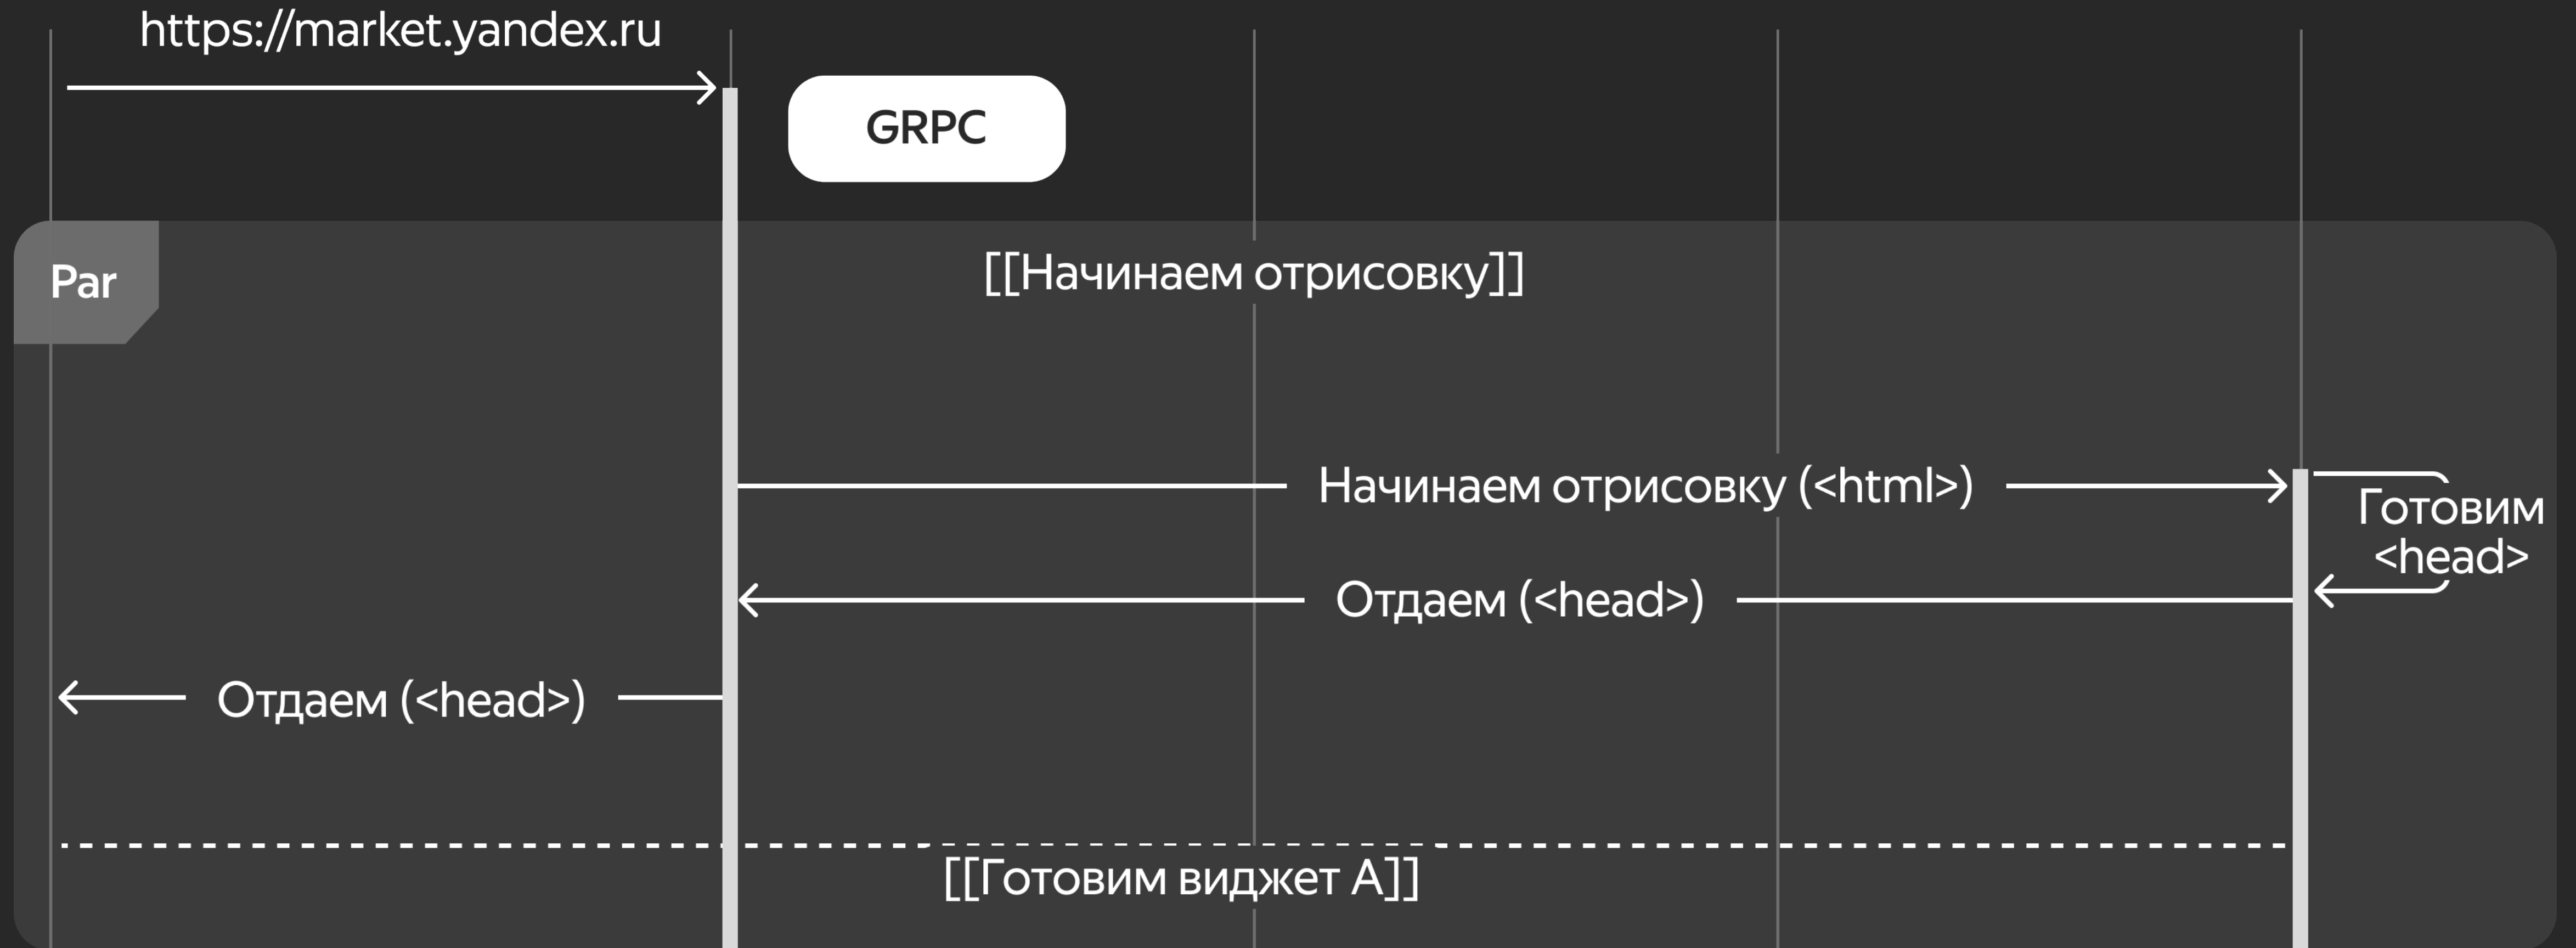 https://market.yandex.ru
GRPC
Par
[[Начинаем отрисовку]]
Начинаем отрисовку (<html>)
Готовим
<head>
Отдаем (<head>)
Отдаем (<head>)
[[Готовим виджет A]]